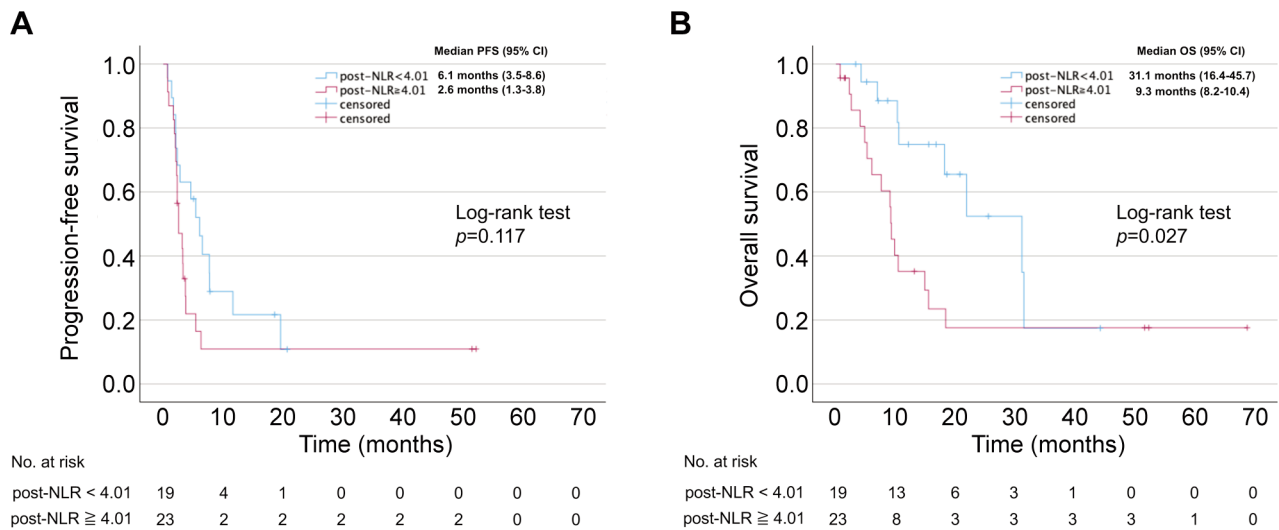 A
Median PFS (95% CI)
post-NLR<4.01 6.1 months (3.5-8.6)
post-NLR≧4.01 2.6 months (1.3-3.8)
censored
censored
1.0
0.8
0.6
0.4
0.2
0.0
Progression-free survival
Log-rank test
p=0.117
0 10 20 30 40 50 60 70
Time (months)
No. at risk
post-NLR < 4.01 19 4 1 0 0 0 0 0
post-NLR ≧ 4.01 23 2 2 2 2 2 0 0
B
Median OS (95% CI)
post-NLR<4.01 31.1 months (16.4-45.7)
post-NLR≧4.01 9.3 months (8.2-10.4)
censored
censored
1.0
0.8
0.6
0.4
0.2
0.0
Overall survival
Log-rank test
p=0.027
0 10 20 30 40 50 60 70
Time (months)
No. at risk
post-NLR < 4.01 19 13 6 3 1 0 0 0
post-NLR ≧ 4.01 23 8 3 3 3 3 1 0